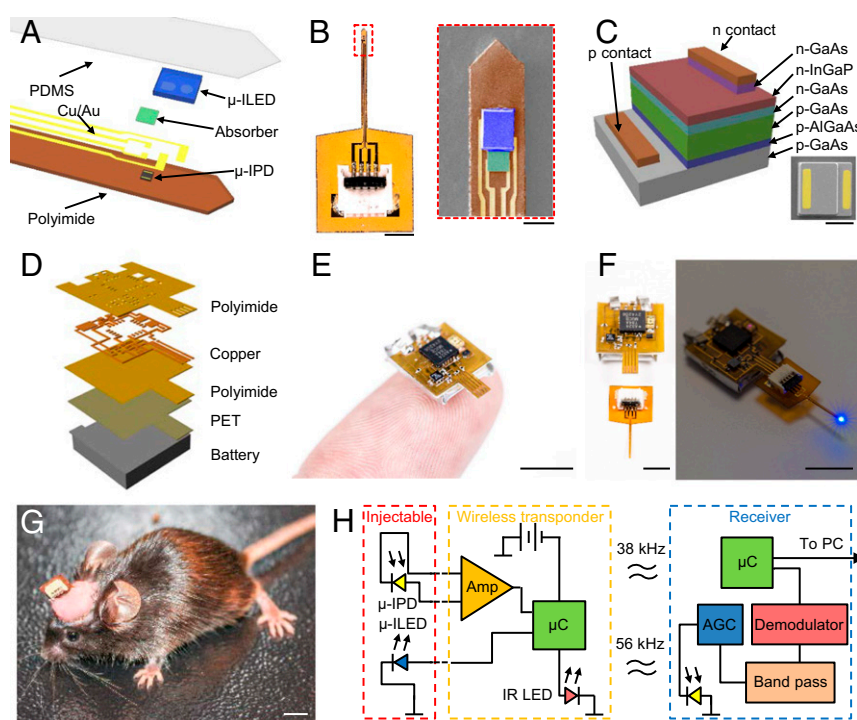 A
PDMS
Cu/Au
μ-ILED
Absorber
μ-IPD
Polyimide
B
C
p contact
n contact
n-GaAs
n-InGaP
n-GaAs
p-GaAs
p-AlGaAs
p-GaAs
D
Polyimide
Copper
Polyimide
PET
Battery
E
F
G
H
Injectable
Wireless transponder
Receiver
μ-IPD
μ-ILED
Amp
μC
IR LED
38 kHz
56 kHz
μC
To PC
AGC
Demodulator
Band pass